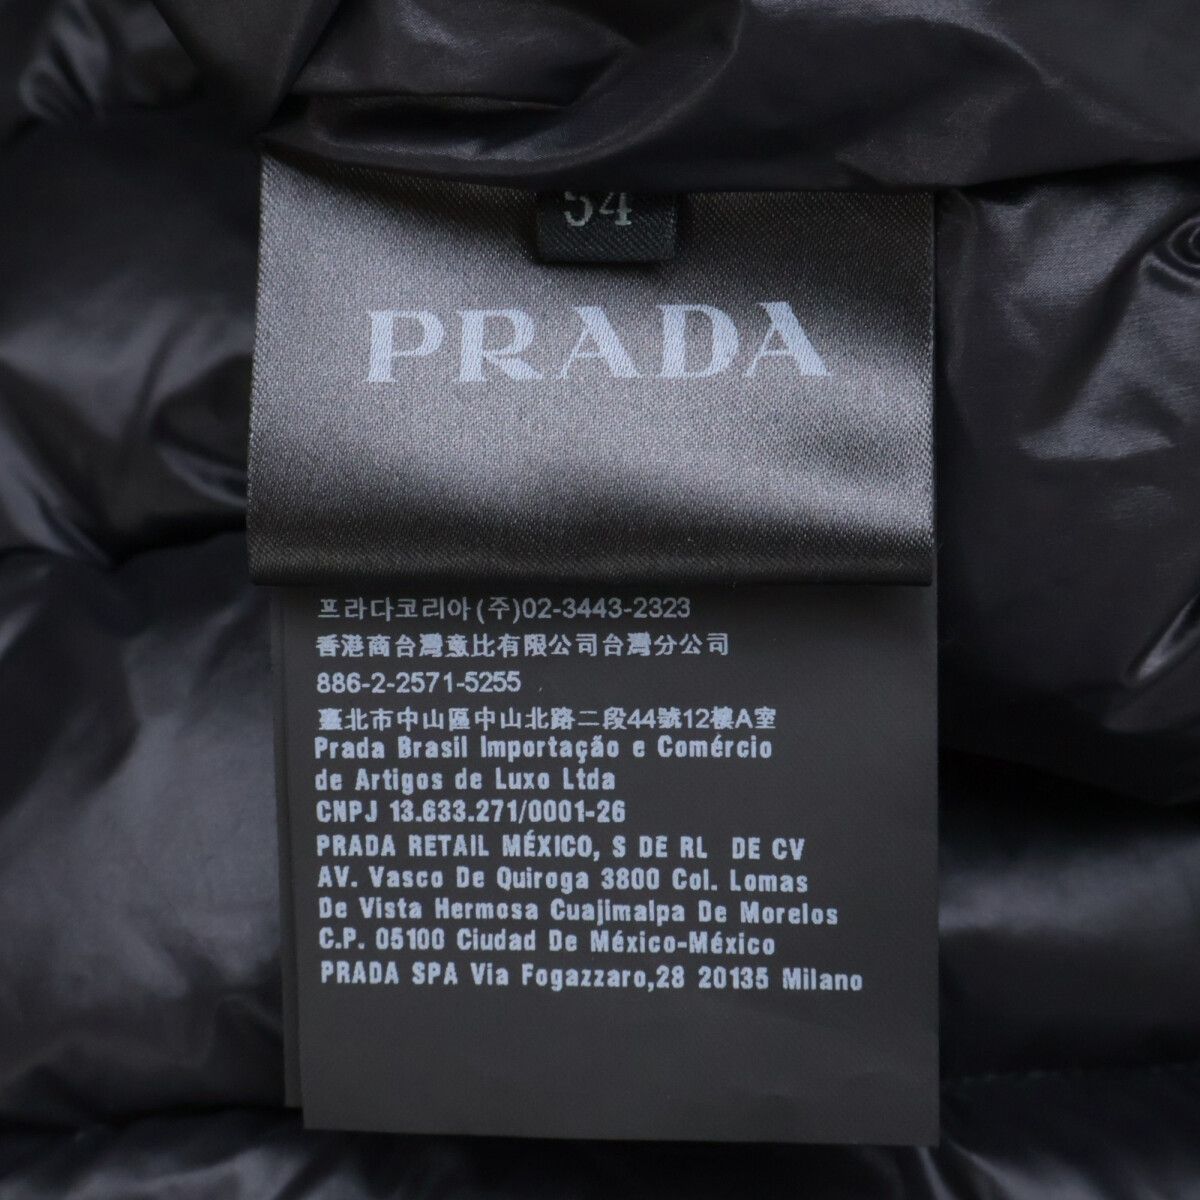 54
PRADA
프라다코리아(주)02-3443-2323
香港商台灣意比有限公司台灣分公司
886-2-2571-5255
臺北市中山區中山北路二段44號12樓A室
Prada Brasil Importação e Comércio
de Artigos de Luxo Ltda
CNPJ 13.633.271/0001-26
PRADA RETAIL MÉXICO, S DE RL DE CV
AV. Vasco De Quiroga 3800 Col. Lomas
De Vista Hermosa Cuajimalpa De Morelos
C.P. 05100 Ciudad De México-México
PRADA SPA Via Fogazzaro,28 20135 Milano